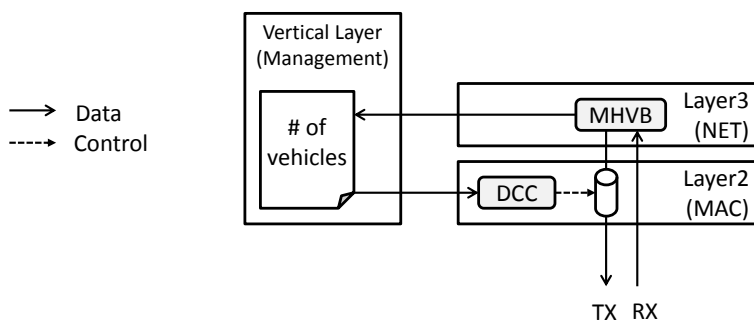 Vertical Layer
(Management)
# of
vehicles
Data
Control
MHVB
Layer3
(NET)
DCC
Layer2
(MAC)
TX RX